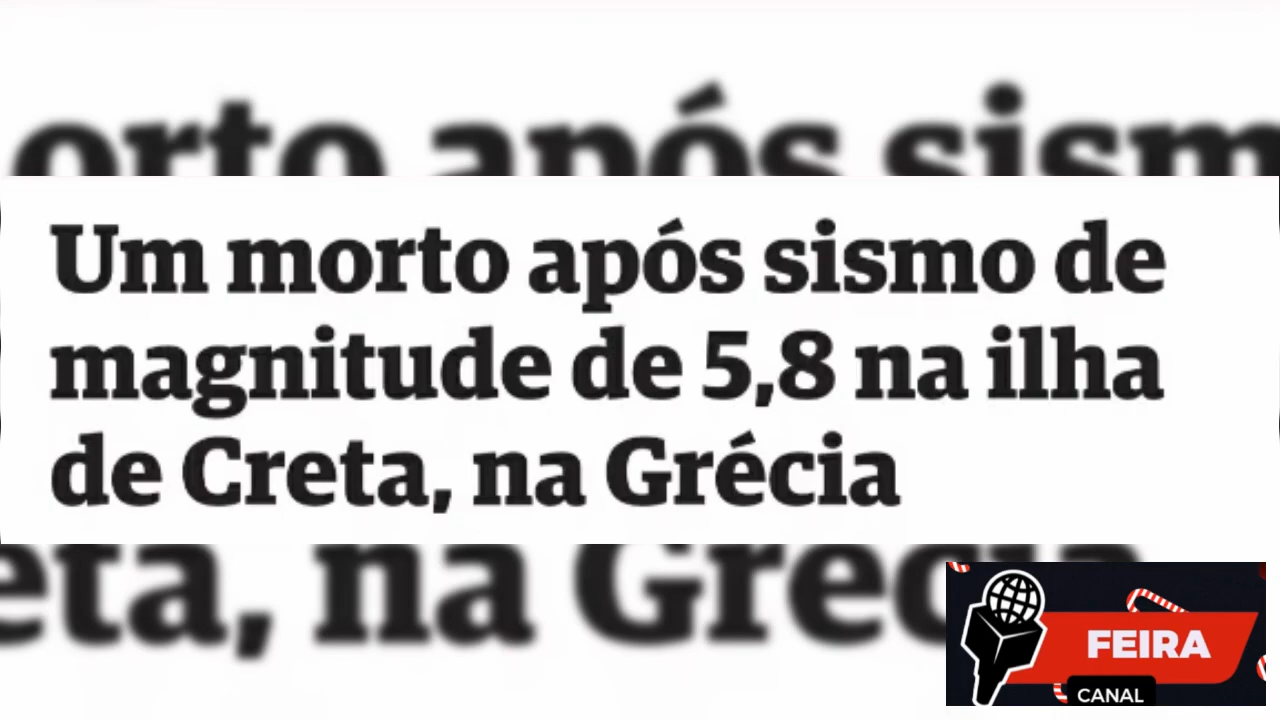 orto após sism
Um morto após sismo de
magnitude de 5,8 na ilha
de Creta, na Grécia
eta, na Grécia
FEIRA
CANAL